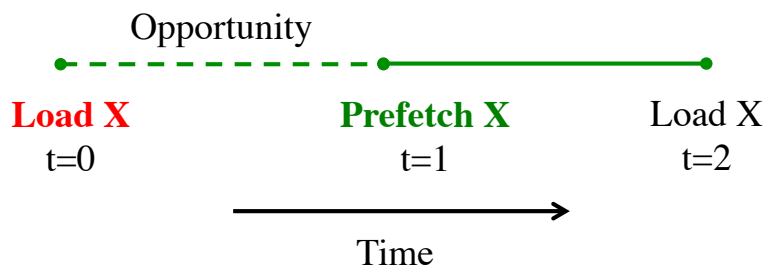 Opportunity
Load X
Prefetch X
Load X
t=0
t=1
t=2
Time